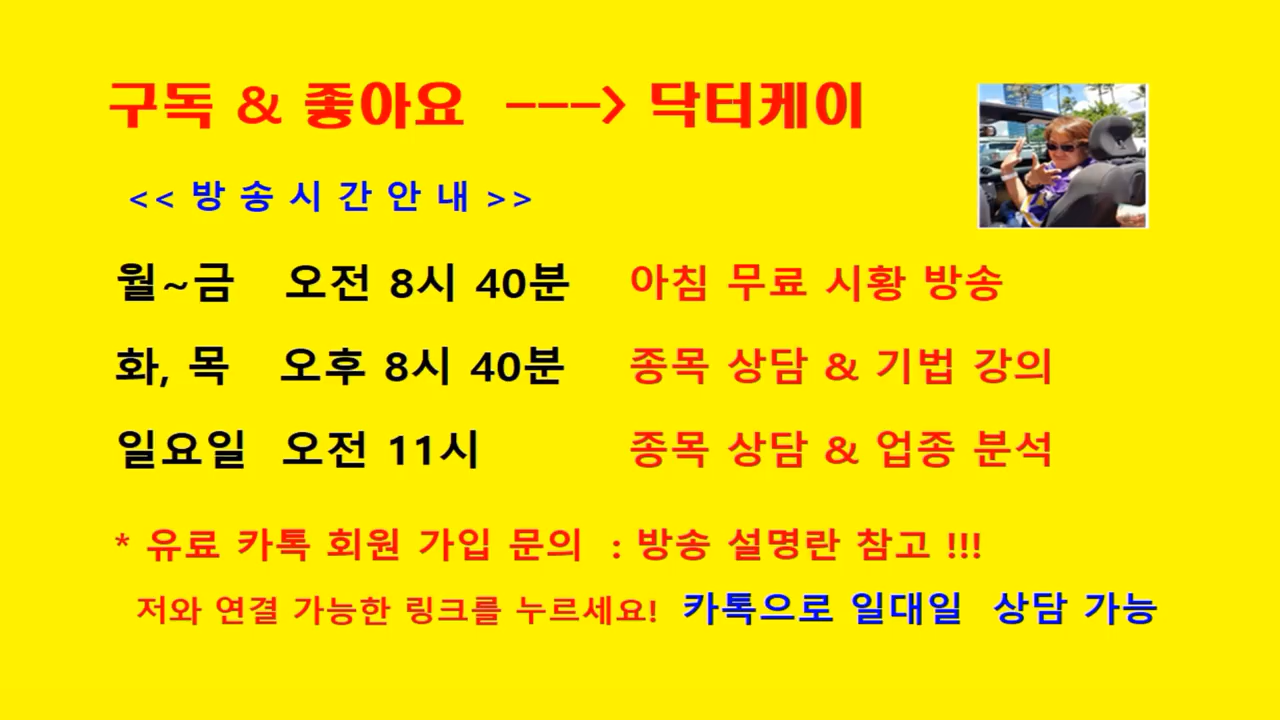 구독 & 좋아요 ---> 닥터케이
<< 방 송 시 간 안 내 >>
월~금 오전 8시 40분 아침 무료 시황 방송
화, 목 오후 8시 40분 종목 상담 & 기법 강의
일요일 오전 11시 종목 상담 & 업종 분석
* 유료 카톡 회원 가입 문의 : 방송 설명란 참고 !!!
저와 연결 가능한 링크를 누르세요! 카톡으로 일대일 상담 가능